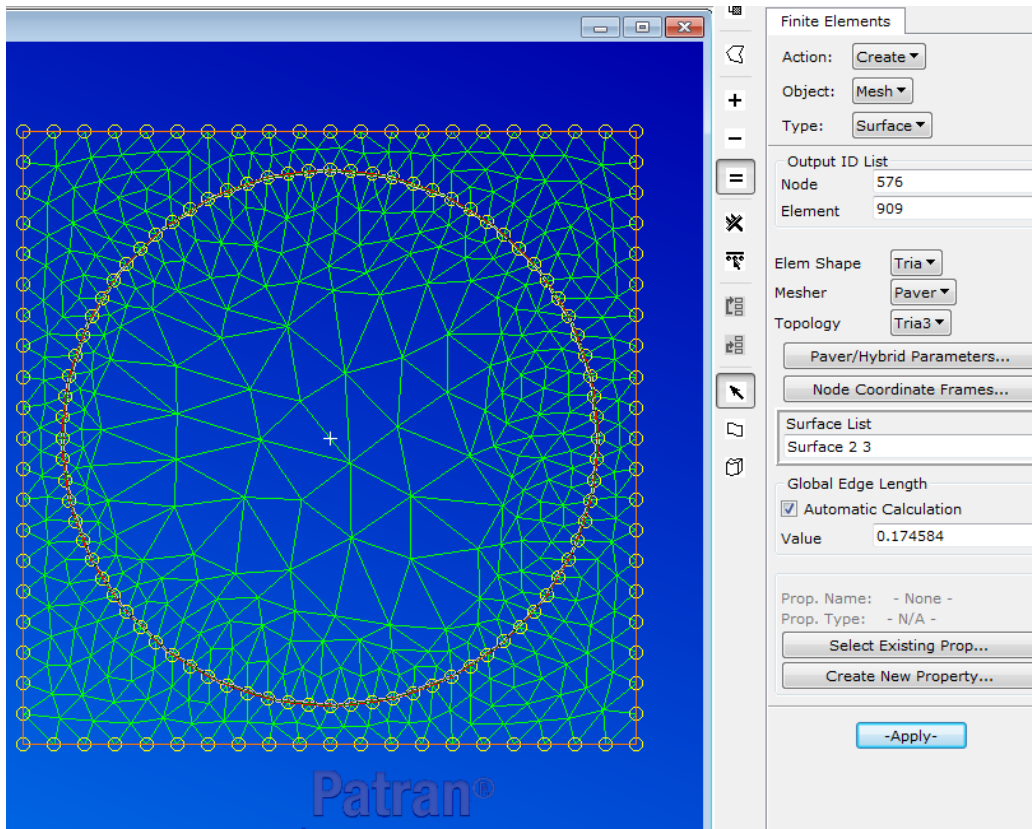 Finite Elements
Action: Create
Object: Mesh
Type: Surface
Output ID List
Node 576
Element 909
Elem Shape Tria
Mesher Paver
Topology Tria3
Paver/Hybrid Parameters...
Node Coordinate Frames...
Surface List
Surface 2 3
Global Edge Length
Automatic Calculation
Value 0.174584
Prop. Name: - None -
Prop. Type: - N/A -
Select Existing Prop...
Create New Property...
-Apply-
Patran®